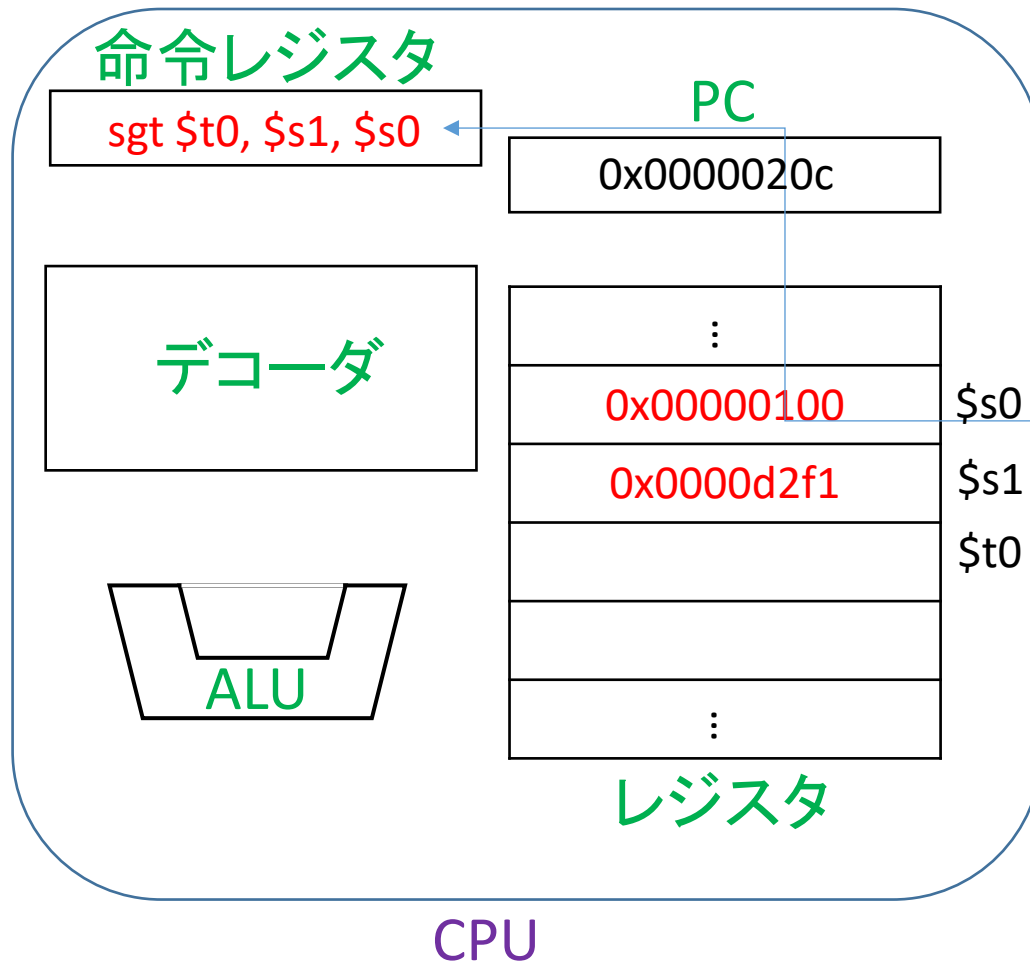 命令レジスタ
sgt $t0, $s1, $s0
PC
0x0000020c
デコーダ
⋮
0x00000100
$s0
0x0000d2f1
$s1
$t0
ALU
⋮
レジスタ
CPU